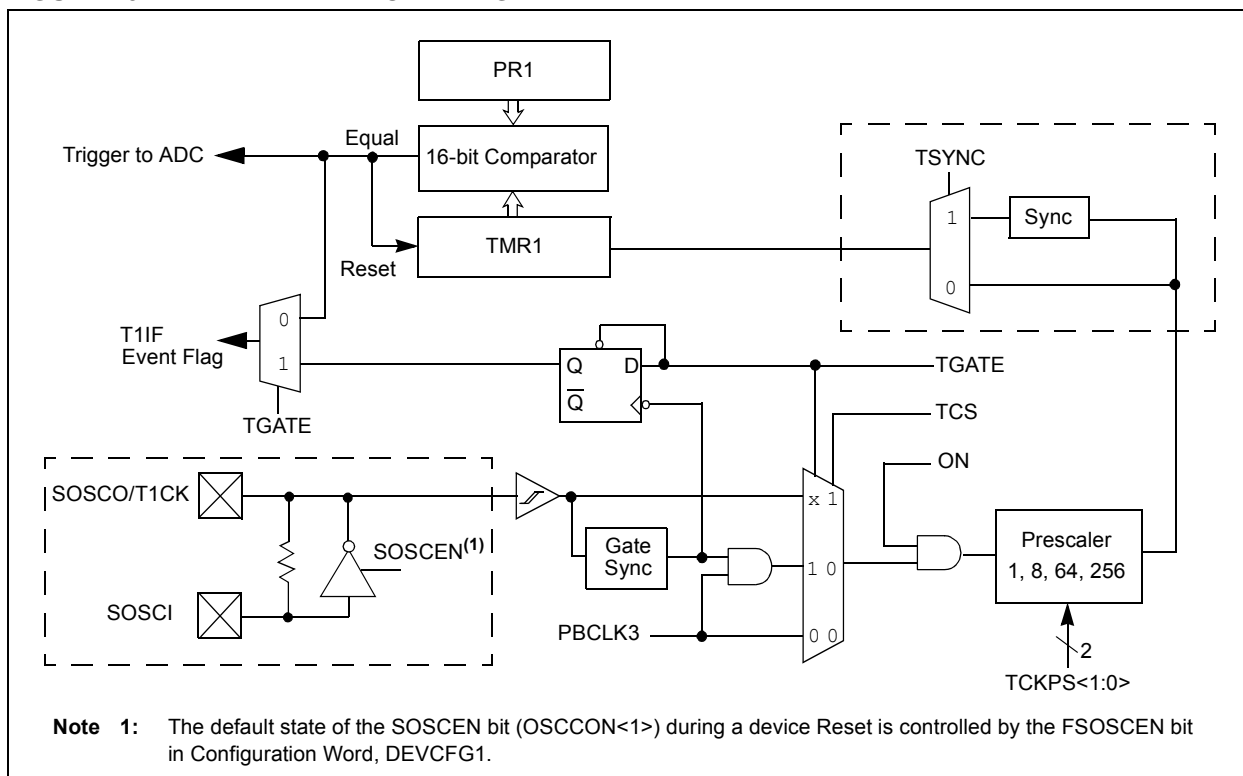 PR1
Equal
Trigger to ADC
16-bit Comparator
TSYNC
1
Sync
TMR1
Reset
0
0
T1IF
Event Flag
1
Q
D
TGATE
Q
TGATE
TCS
ON
SOSCO/T1CK
x 1
SOSCEN(1)
Gate
Sync
Prescaler
1, 8, 64, 256
1 0
SOSCI
PBCLK3
0 0
2
TCKPS<1:0>
Note 1: The default state of the SOSCEN bit (OSCCON<1>) during a device Reset is controlled by the FSOSCEN bit
in Configuration Word, DEVCFG1.